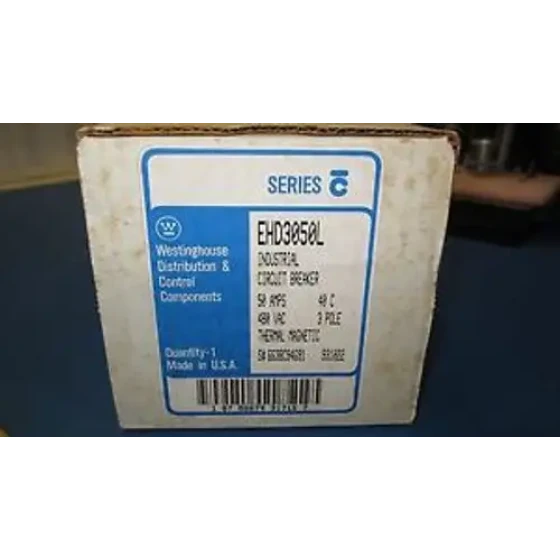 SERIES C
W
Westinghouse
Distribution &
Control
Components
Quantity-1
Made in U.S.A.
EHD3050L
INDUSTRIAL
CIRCUIT BREAKER
50 AMPS 40 C
480 VAC 3 POLE
THERMAL MAGNETIC